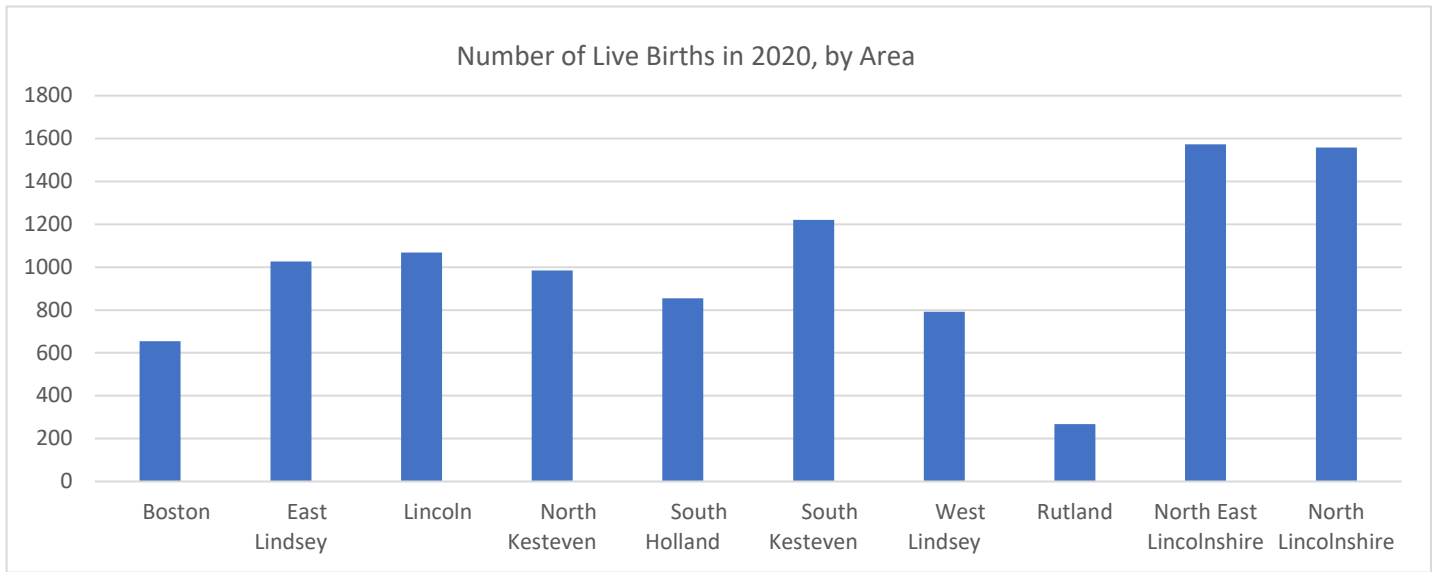 Number of Live Births in 2020, by Area
1800
1600
1400
1200
1000
800
600
400
200
0
Boston
East
Lindsey
Lincoln
North
Kesteven
South
Holland
South
Kesteven
West
Lindsey
Rutland
North East
Lincolnshire
North
Lincolnshire